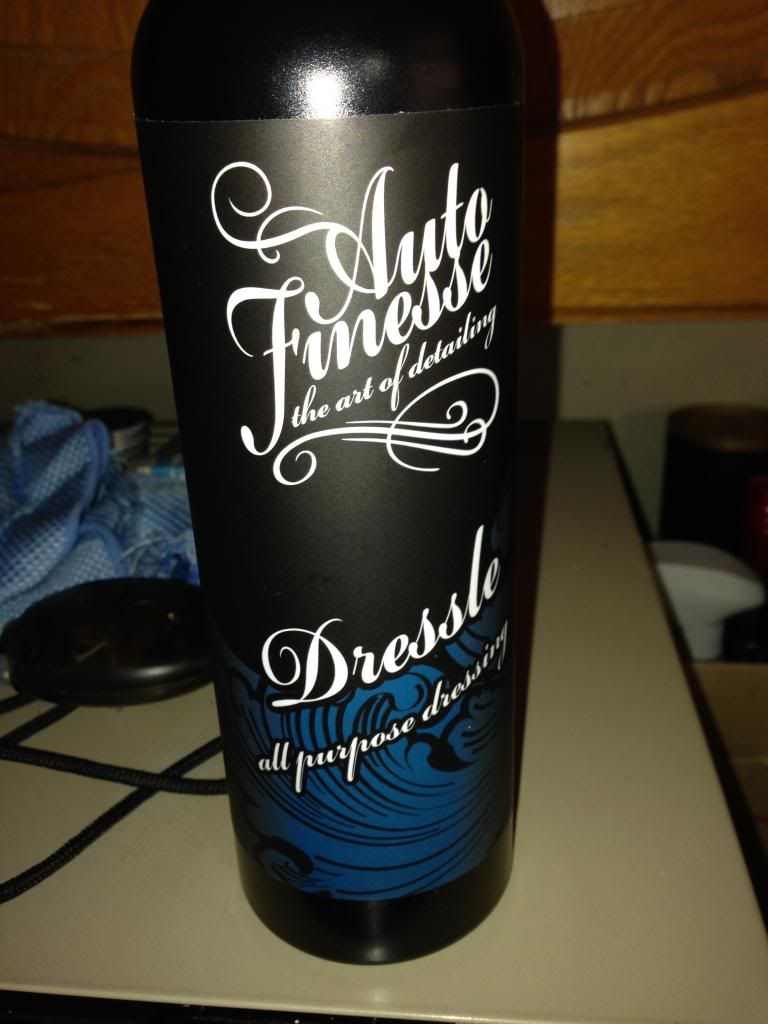 Auto
Finesse
the art of detailing
Dressle
all purpose dressing